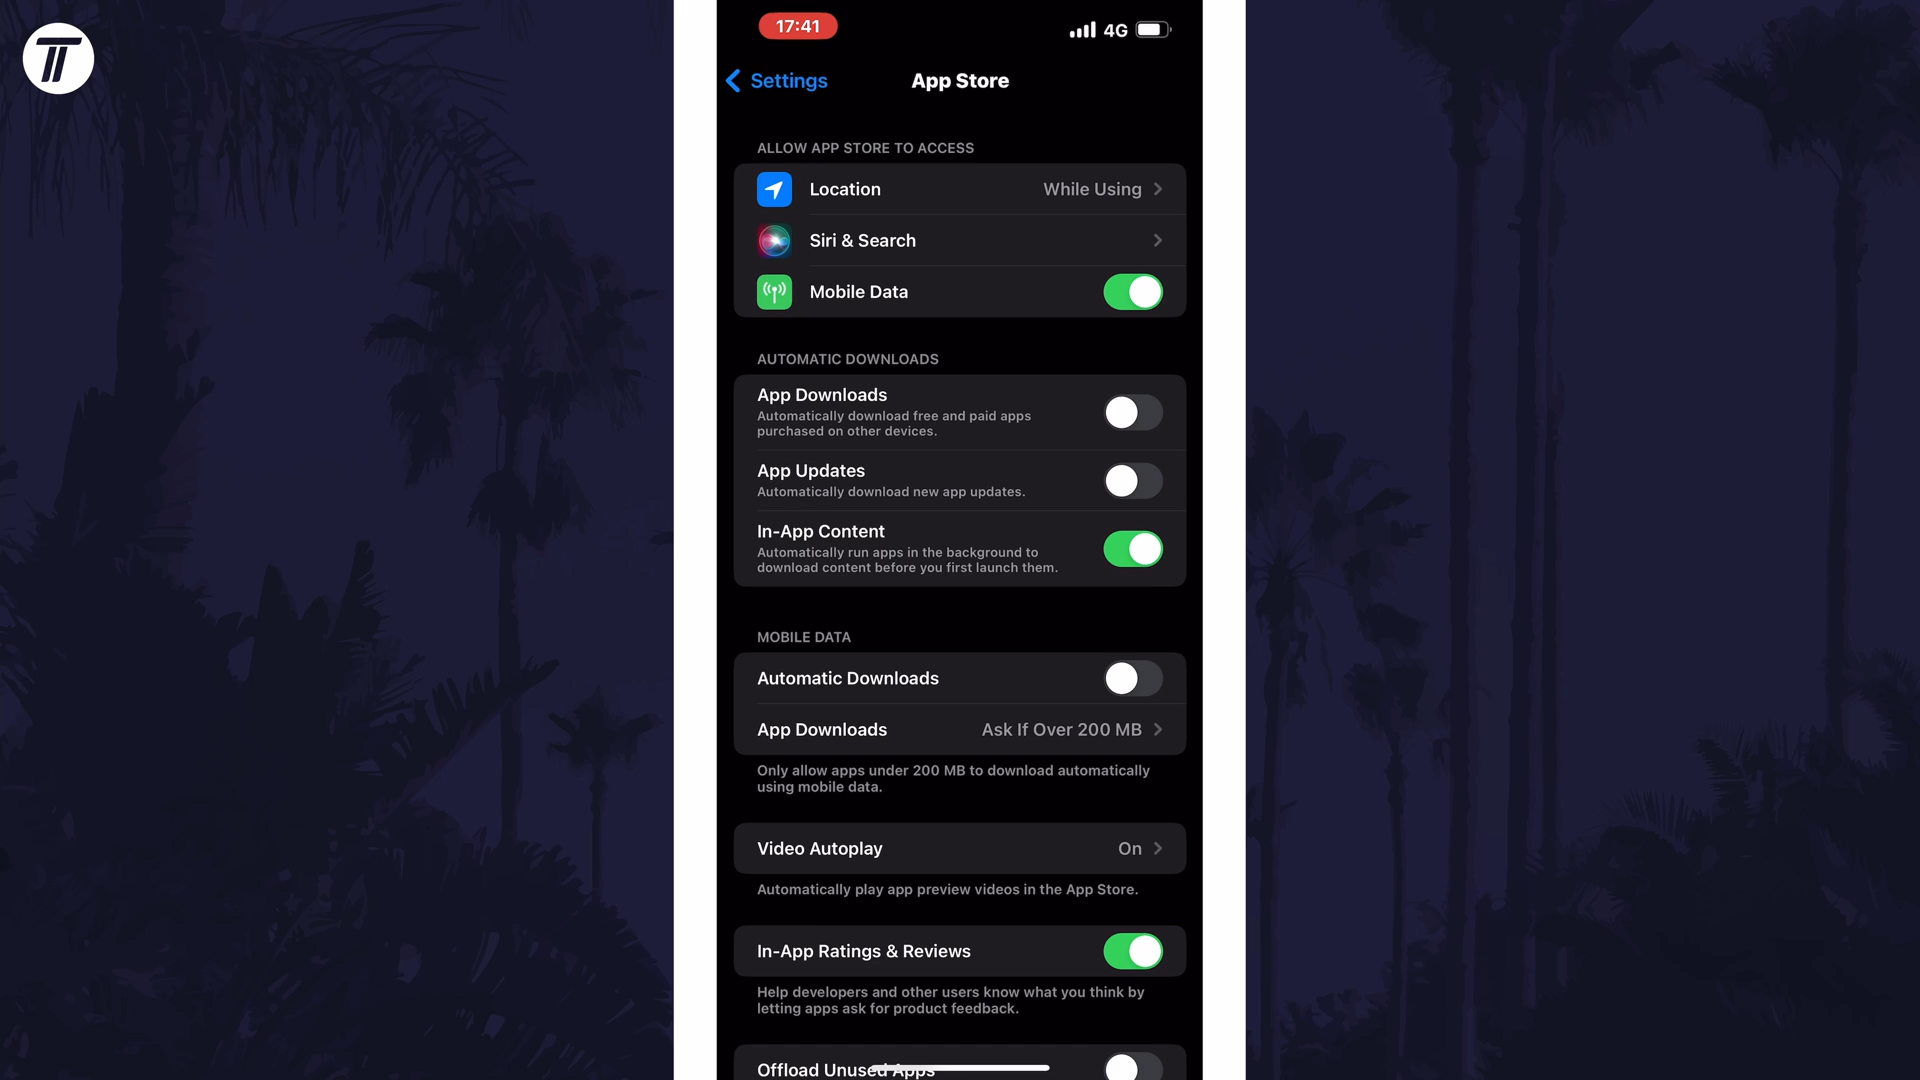 17:41
4G
Settings
App Store
ALLOW APP STORE TO ACCESS
Location
While Using
Siri & Search
Mobile Data
AUTOMATIC DOWNLOADS
App Downloads
Automatically download free and paid apps
purchased on other devices.
App Updates
Automatically download new app updates.
In-App Content
Automatically run apps in the background to
download content before you first launch them.
MOBILE DATA
Automatic Downloads
App Downloads
Ask If Over 200 MB
Only allow apps under 200 MB to download automatically
using mobile data.
Video Autoplay
On
Automatically play app preview videos in the App Store.
In-App Ratings & Reviews
Help developers and other users know what you think by
letting apps ask for product feedback.
Offload Unused Apps